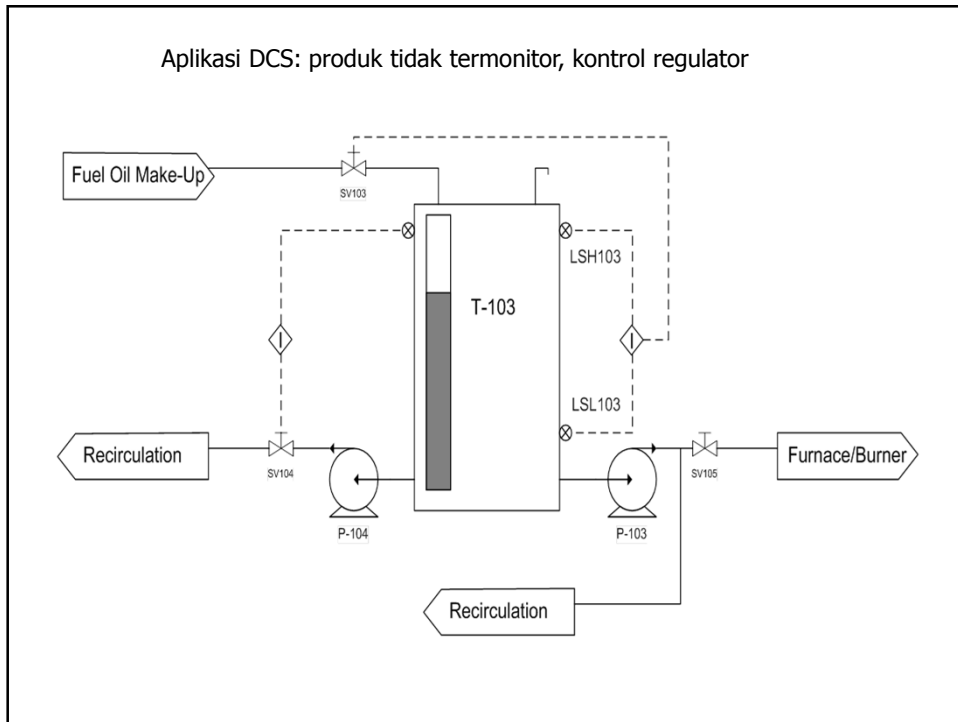 Aplikasi DCS: produk tidak termonitor, kontrol regulator
Fuel Oil Make-Up
SV103
LSH103
T-103
I
I
LSL103
Recirculation
SV104
SV105
Furnace/Burner
P-104
P-103
Recirculation